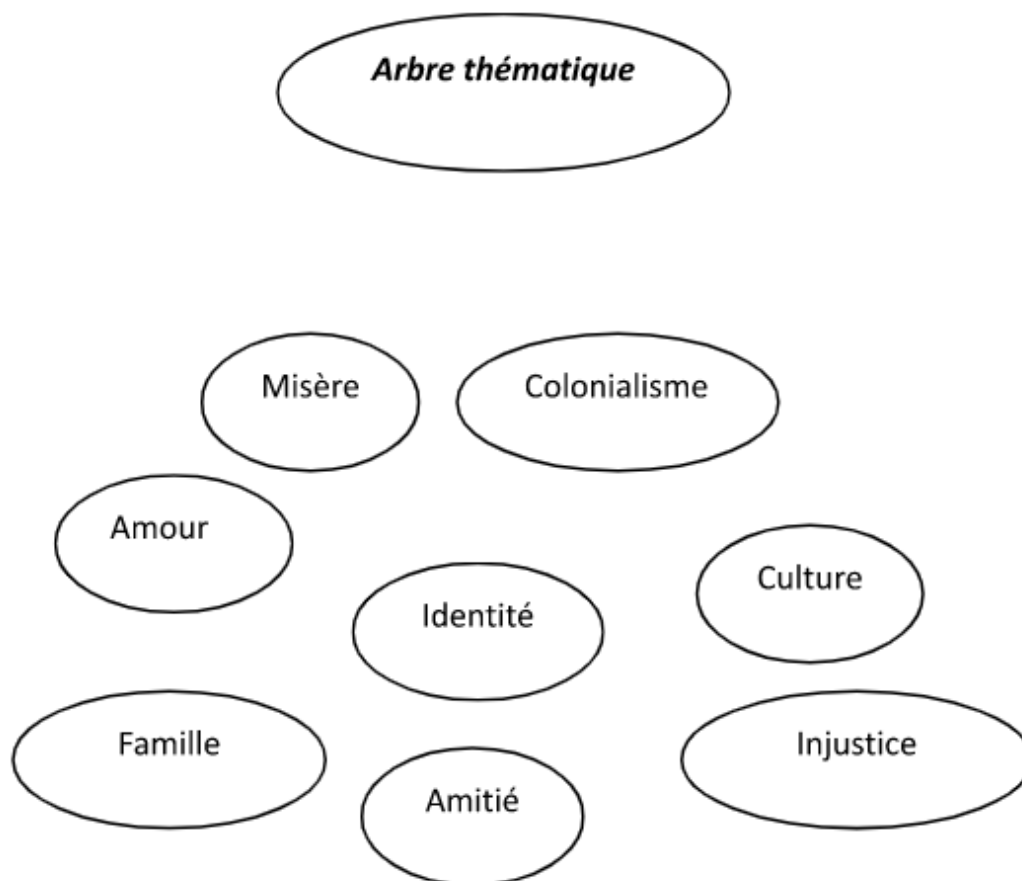 Arbre thématique
Misère
Colonialisme
Amour
Culture
Identité
Famille
Injustice
Amitié